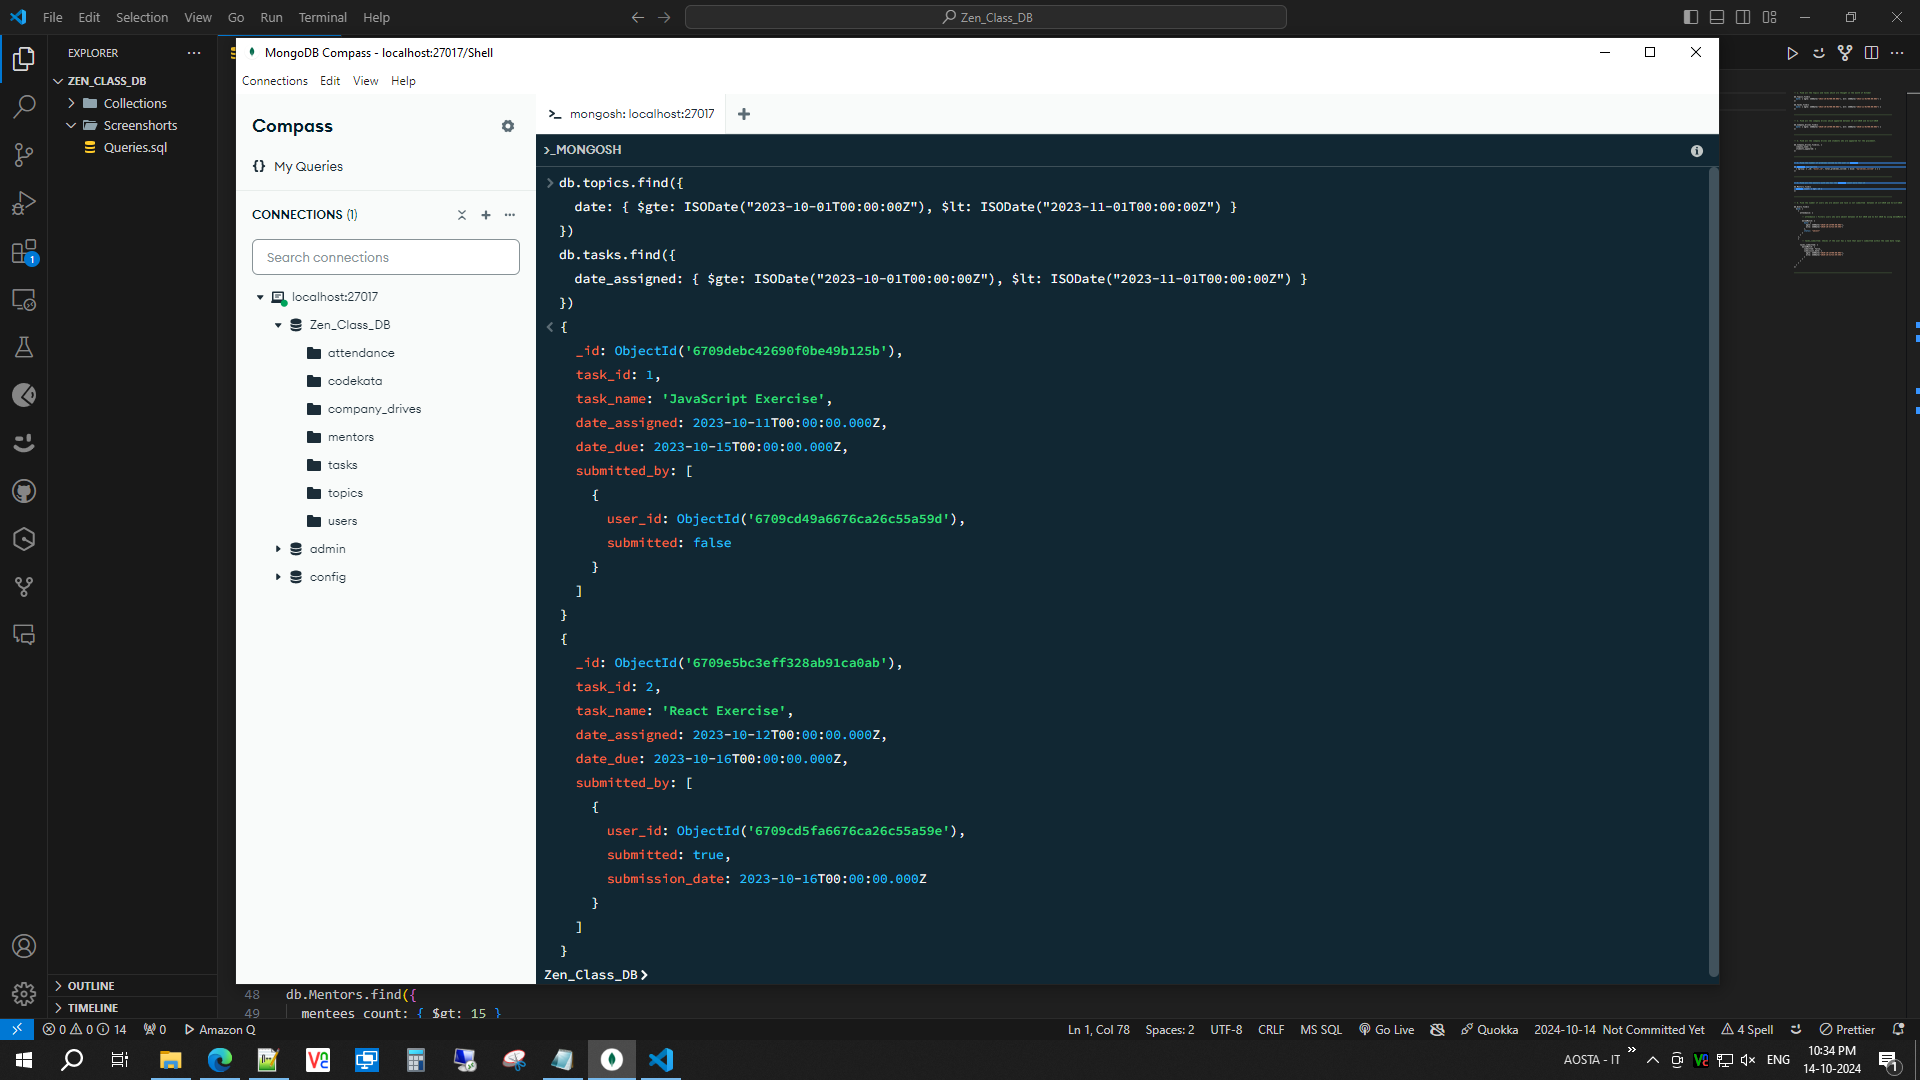 File Edit Selection View Go Run Terminal Help
Zen_Class_DB
EXPLORER
ZEN_CLASS_DB
Collections
Screenshorts
Queries.sql
MongoDB Compass - localhost:27017/Shell
Connections Edit View Help
Compass
{} My Queries
CONNECTIONS (1)
Search connections
localhost:27017
Zen_Class_DB
attendance
codekata
company_drives
mentors
tasks
topics
users
admin
config
mongosh: localhost:27017
>_MONGOSH
db.topics.find({
date: { $gte: ISODate("2023-10-01T00:00:00Z"), $lt: ISODate("2023-11-01T00:00:00Z") }
})
db.tasks.find({
date_assigned: { $gte: ISODate("2023-10-01T00:00:00Z"), $lt: ISODate("2023-11-01T00:00:00Z") }
})
{
_id: ObjectId('6709debc42690f0be49b125b'),
task_id: 1,
task_name: 'JavaScript Exercise',
date_assigned: 2023-10-11T00:00:00.000Z,
date_due: 2023-10-15T00:00:00.000Z,
submitted_by: [
{
user_id: ObjectId('6709cd49a6676ca26c55a59d'),
submitted: false
}
]
}
{
_id: ObjectId('6709e5bc3eff328ab91ca0ab'),
task_id: 2,
task_name: 'React Exercise',
date_assigned: 2023-10-12T00:00:00.000Z,
date_due: 2023-10-16T00:00:00.000Z,
submitted_by: [
{
user_id: ObjectId('6709cd5fa6676ca26c55a59e'),
submitted: true,
submission_date: 2023-10-16T00:00:00.000Z
}
]
}
Zen_Class_DB>
48 db.Mentors.find({
49 mentees_count: { $gt: 15 }
1
OUTLINE
TIMELINE
0 0 14 0 Amazon Q
Ln 1, Col 78 Spaces: 2 UTF-8 CRLF MS SQL Go Live Quokka 2024-10-14 Not Committed Yet 4 Spell Prettier
AOSTA - IT ENG
10:34 PM
14-10-2024
1